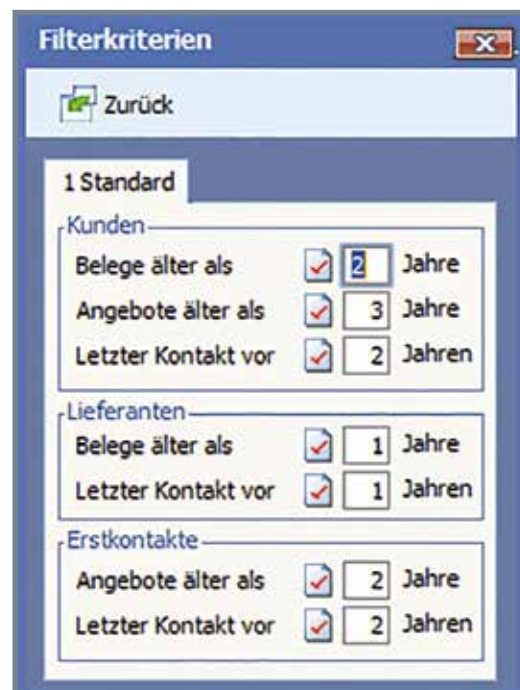 Filterkriterien
Zurück
1 Standard
Kunden
Belege älter als 2 Jahre
Angebote älter als 3 Jahre
Letzter Kontakt vor 2 Jahren
Lieferanten
Belege älter als 1 Jahre
Letzter Kontakt vor 1 Jahren
Erstkontakte
Angebote älter als 2 Jahre
Letzter Kontakt vor 2 Jahren